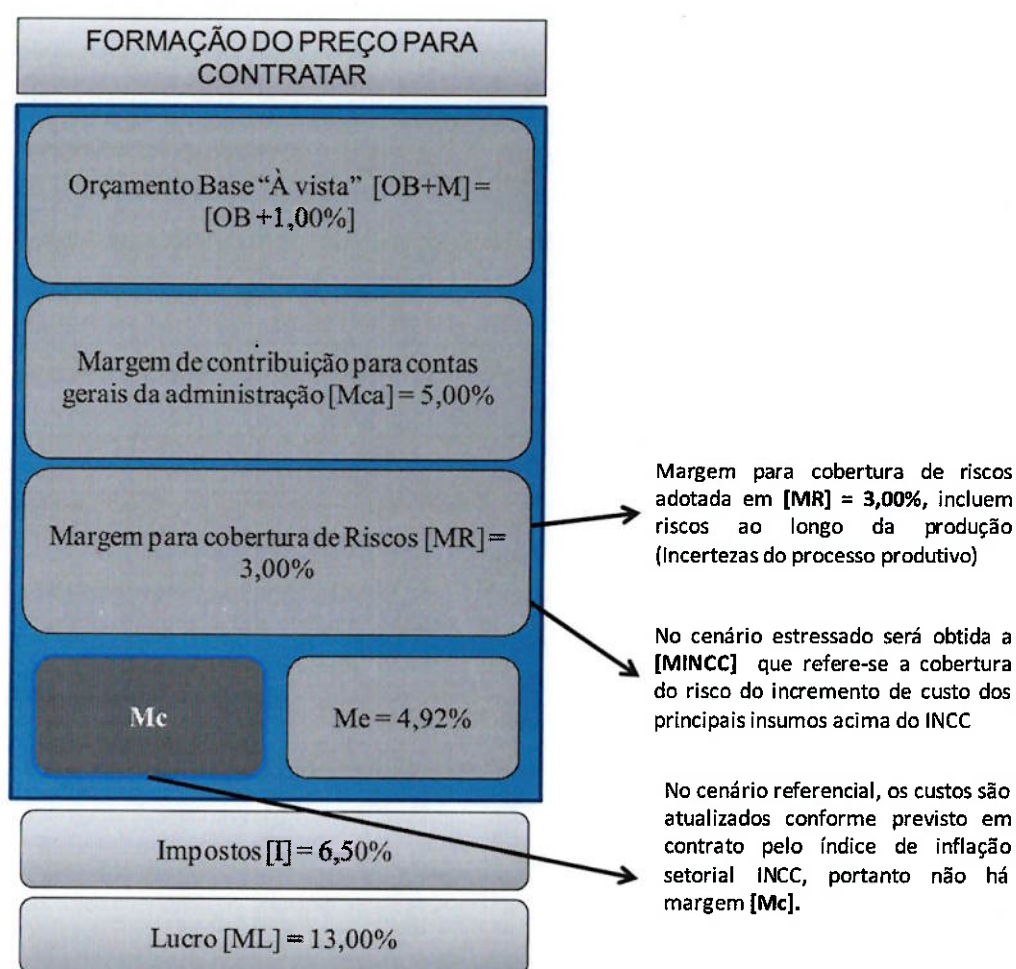 FORMAÇÃO DO PREÇO PARA
CONTRATAR
Orçamento Base “À vista” [OB+M] =
[OB +1,00%]
Margem de contribuição para contas
gerais da administração [Mca] = 5,00%
Margem para cobertura de Riscos [MR] =
3,00%
Mc
Me = 4,92%
Impostos [I] = 6,50%
Lucro [ML] = 13,00%
Margem para cobertura de riscos
adotada em [MR] = 3,00%, incluem
riscos ao longo da produção
(Incertezas do processo produtivo)
No cenário estressado será obtida a
[MINCC] que refere-se a cobertura
do risco do incremento de custo dos
principais insumos acima do INCC
No cenário referencial, os custos são
atualizados conforme previsto em
contrato pelo índice de inflação
setorial INCC, portanto não há
margem [Mc].